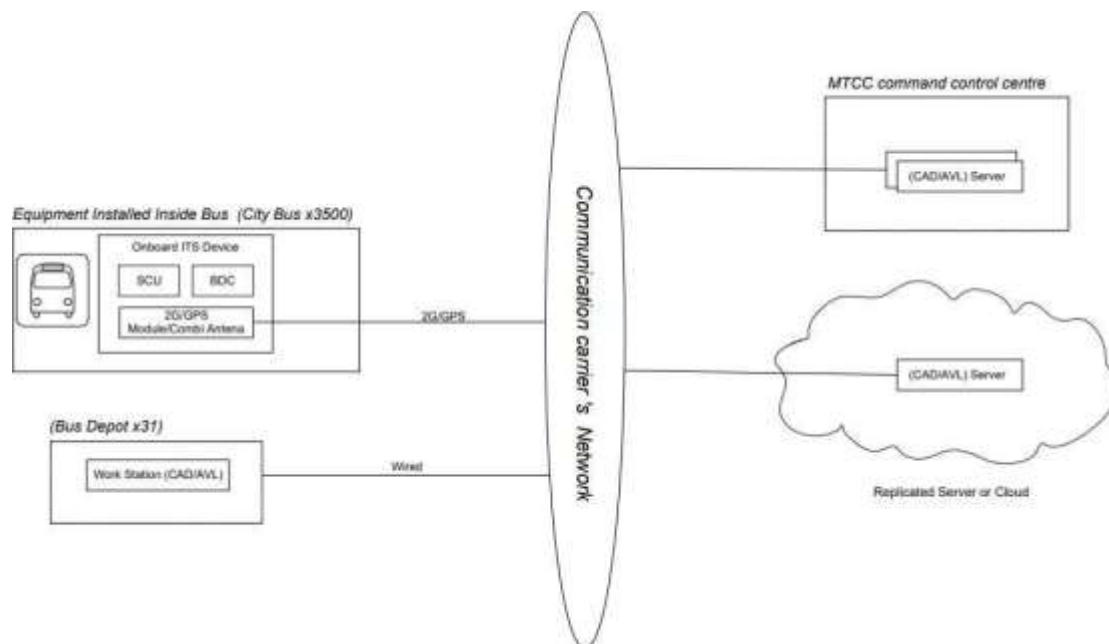 MTCC command control centre
(CAD/AVL) Server
Equipment Installed Inside Bus (City Bus x3500)
Onboard ITS Device
SCU
BDC
2G/GPS
Module/Combi Antena
2G/GPS
Communication carrier 's Network
(CAD/AVL) Server
Replicated Server or Cloud
(Bus Depot x31)
Work Station (CAD/AVL)
Wired